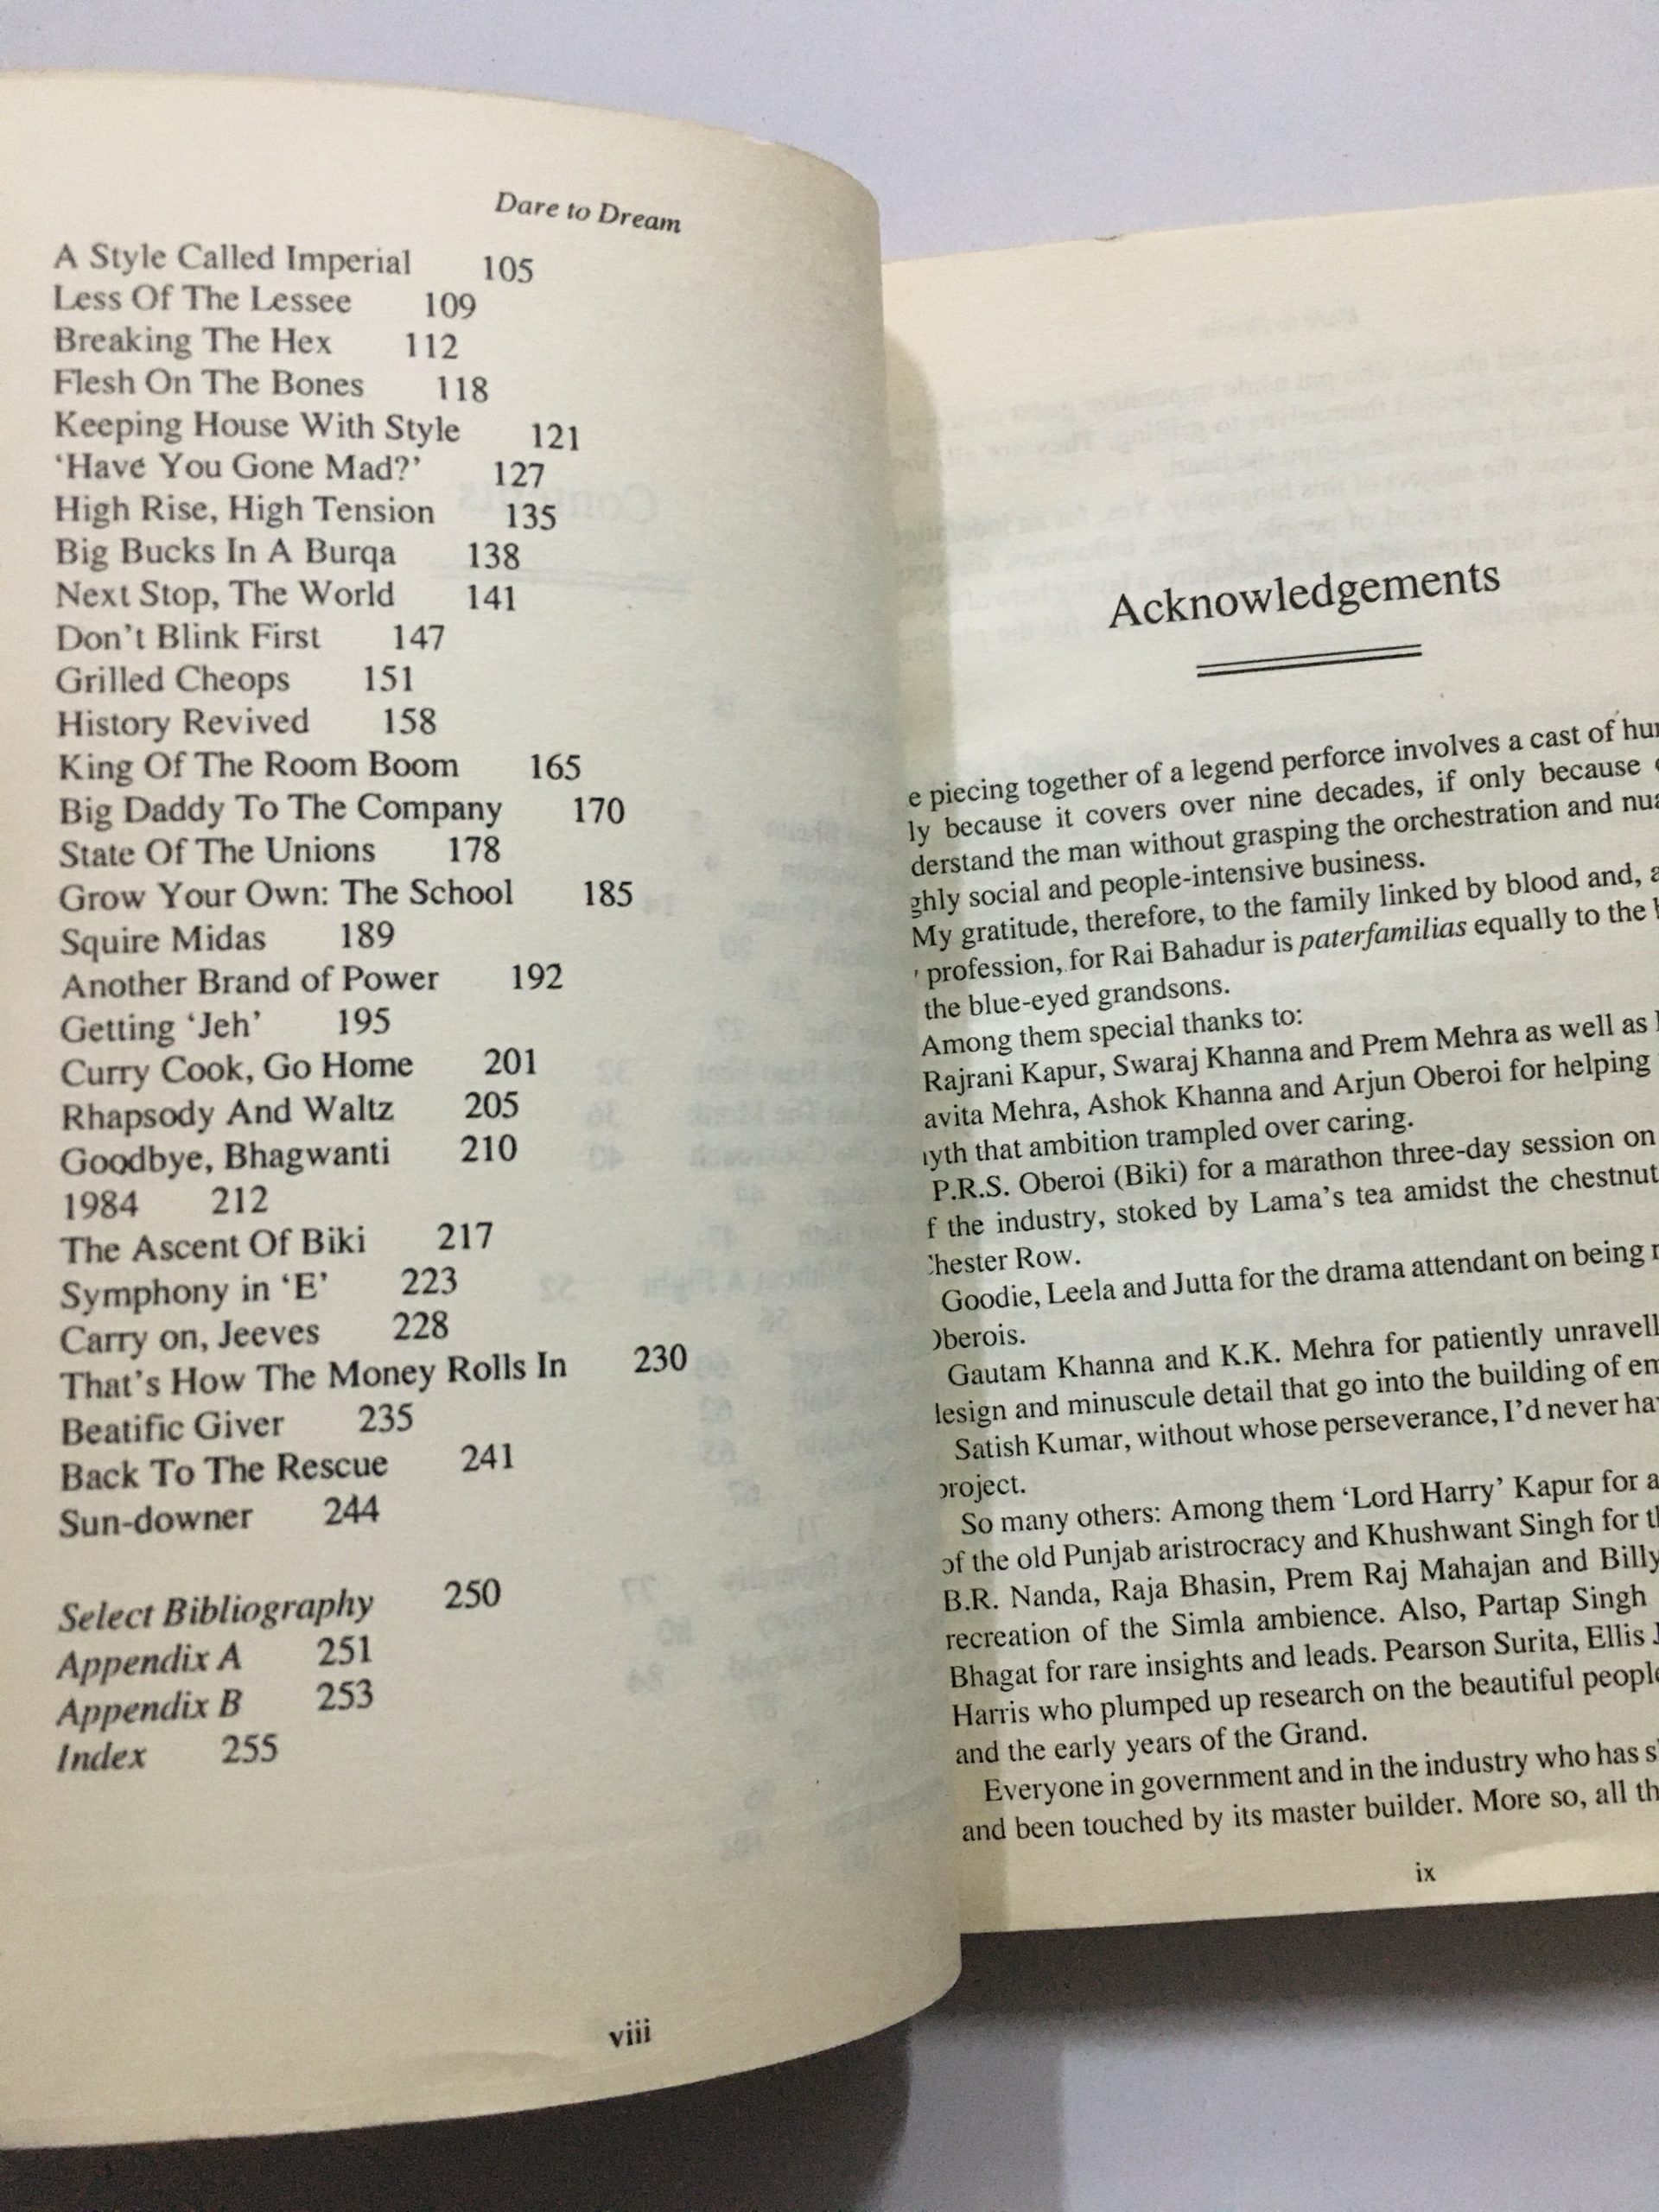 Dare to Dream
A Style Called Imperial 105
Less Of The Lessee 109
Breaking The Hex 112
Flesh On The Bones 118
Keeping House With Style 121
‘Have You Gone Mad?’ 127
High Rise, High Tension 135
Big Bucks In A Burqa 138
Next Stop, The World 141
Don’t Blink First 147
Grilled Cheops 151
History Revived 158
King Of The Room Boom 165
Big Daddy To The Company 170
State Of The Unions 178
Grow Your Own: The School 185
Squire Midas 189
Another Brand of Power 192
Getting ‘Jeh’ 195
Curry Cook, Go Home 201
Rhapsody And Waltz 205
Goodbye, Bhagwanti 210
1984 212
The Ascent Of Biki 217
Symphony in ‘E’ 223
Carry on, Jeeves 228
That’s How The Money Rolls In 230
Beatific Giver 235
Back To The Rescue 241
Sun-downer 244
Select Bibliography 250
Appendix A 251
Appendix B 253
Index 255
viii
Acknowledgements
piecing together of a legend perforce involves a cast of
because it covers over nine decades, if only because
the man without grasping the orchestration and
social and people-intensive business.
My gratitude, therefore, to the family linked by blood and,
profession, for Rai Bahadur is paterfamilias equally to the
the blue-eyed grandsons.
Among them special thanks to:
Rajrani Kapur, Swaraj Khanna and Prem Mehra as well as
Mehra, Ashok Khanna and Arjun Oberoi for helping
that ambition trampled over caring.
P.R.S. Oberoi (Biki) for a marathon three-day session on
the industry, stoked by Lama’s tea amidst the chestnut
Row.
Goodie, Leela and Jutta for the drama attendant on being
Oberois.
Gautam Khanna and K.K. Mehra for patiently
design and minuscule detail that go into the building of
Satish Kumar, without whose perseverance, I’d never
project.
So many others: Among them ‘Lord Harry’ Kapur for a
of the old Punjab aristrocracy and Khushwant Singh for
B.R. Nanda, Raja Bhasin, Prem Raj Mahajan and Billy
recreation of the Simla ambience. Also, Partap Singh
Bhagat for rare insights and leads. Pearson Surita, Ellis
Harris who plumped up research on the beautiful people
and the early years of the Grand.
Everyone in government and in the industry who has
and been touched by its master builder. More so, all
ix